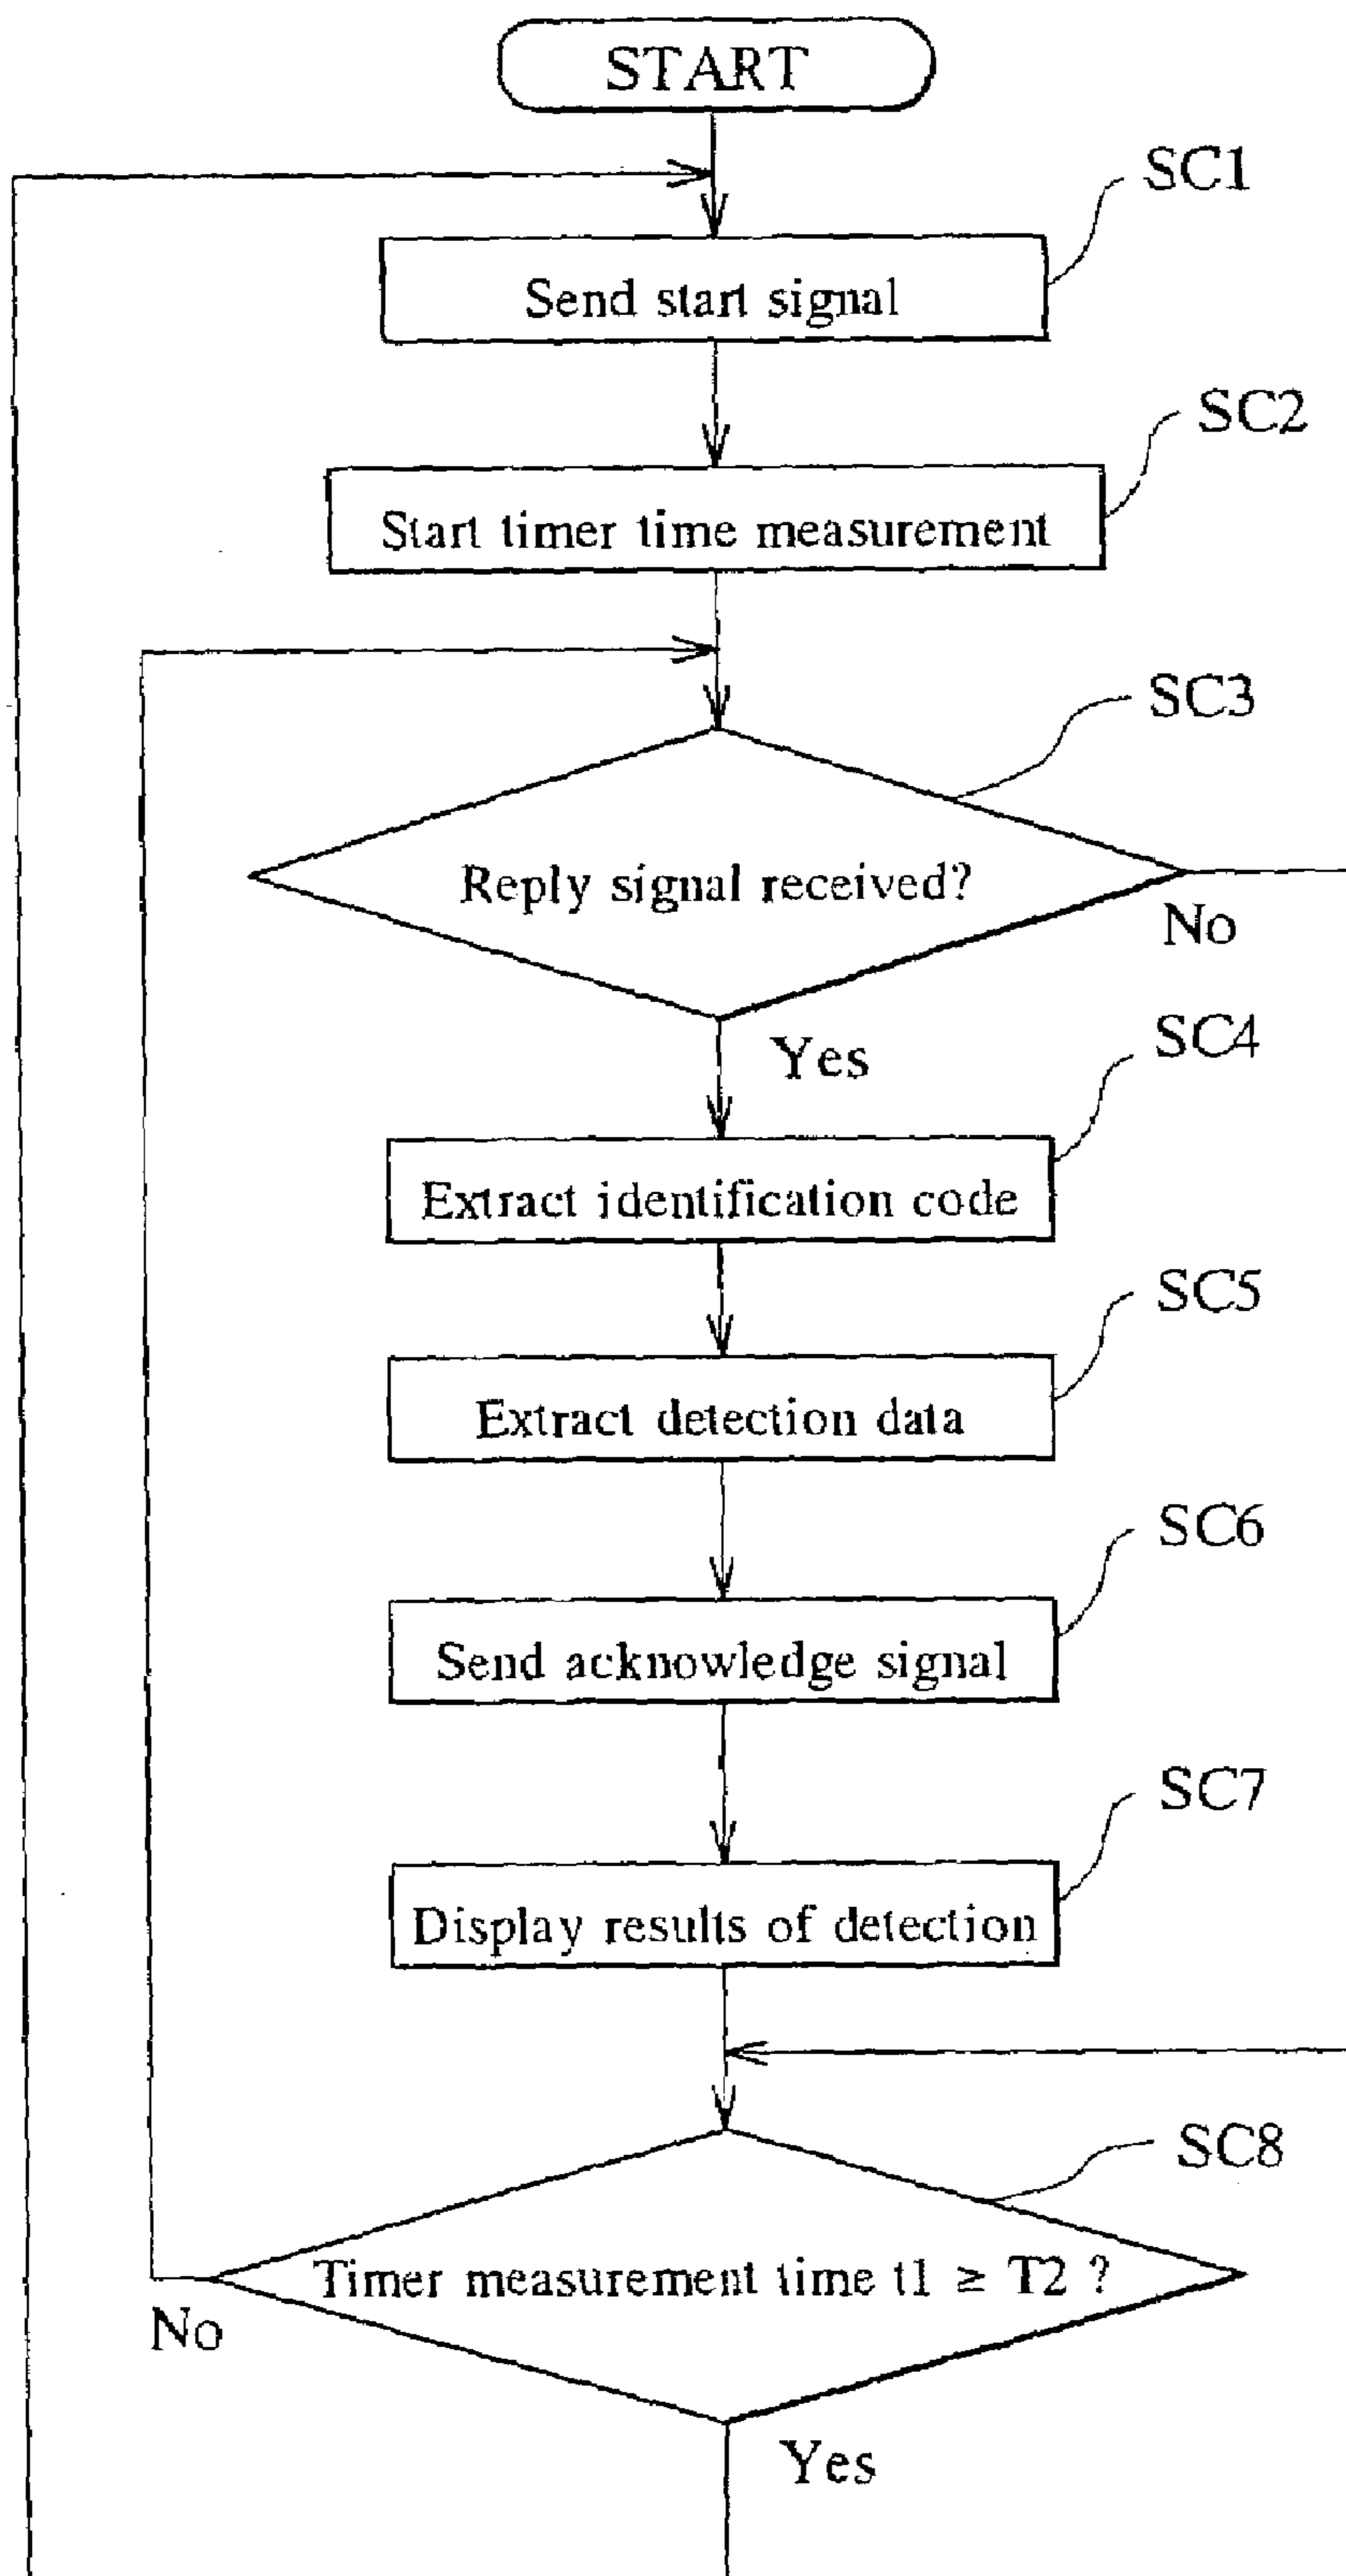 START
SC1
Send start signal
SC2
Start timer time measurement
SC3
Reply signal received?
No
Yes
SC4
Extract identification code
SC5
Extract detection data
SC6
Send acknowledge signal
SC7
Display results of detection
SC8
Timer measurement time t1 ≥ T2 ?
No
Yes